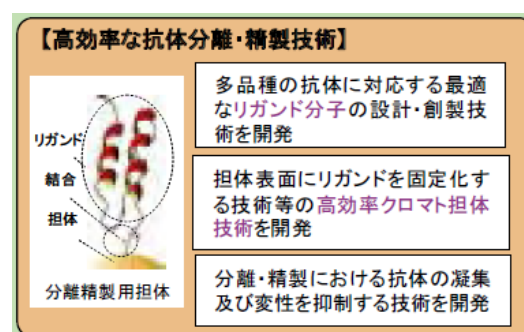 【高効率な抗体分離・精製技術】
リガンド
結合
担体
分離精製用担体
多品種の抗体に対応する最適
なリガンド分子の設計・創製技
術を開発
担体表面にリガンドを固定化す
る技術等の高効率クロマト担体
技術を開発
分離・精製における抗体の凝集
及び変性を抑制する技術を開発